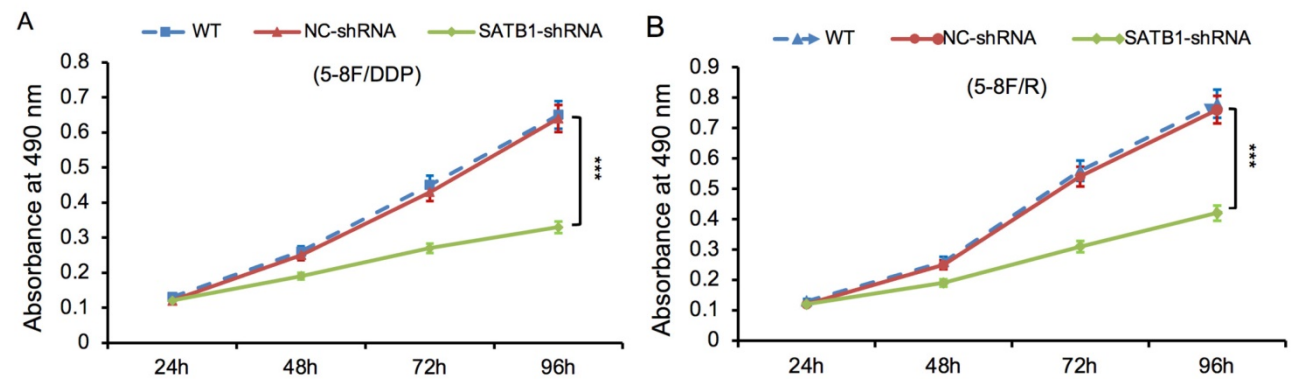 A
WT NC-shRNA SATB1-shRNA
(5-8F/DDP)
Absorbance at 490 nm
0.8
0.7
0.6
0.5
0.4
0.3
0.2
0.1
0
24h 48h 72h 96h
***
B
WT NC-shRNA SATB1-shRNA
(5-8F/R)
Absorbance at 490 nm
0.9
0.8
0.7
0.6
0.5
0.4
0.3
0.2
0.1
0
24h 48h 72h 96h
***